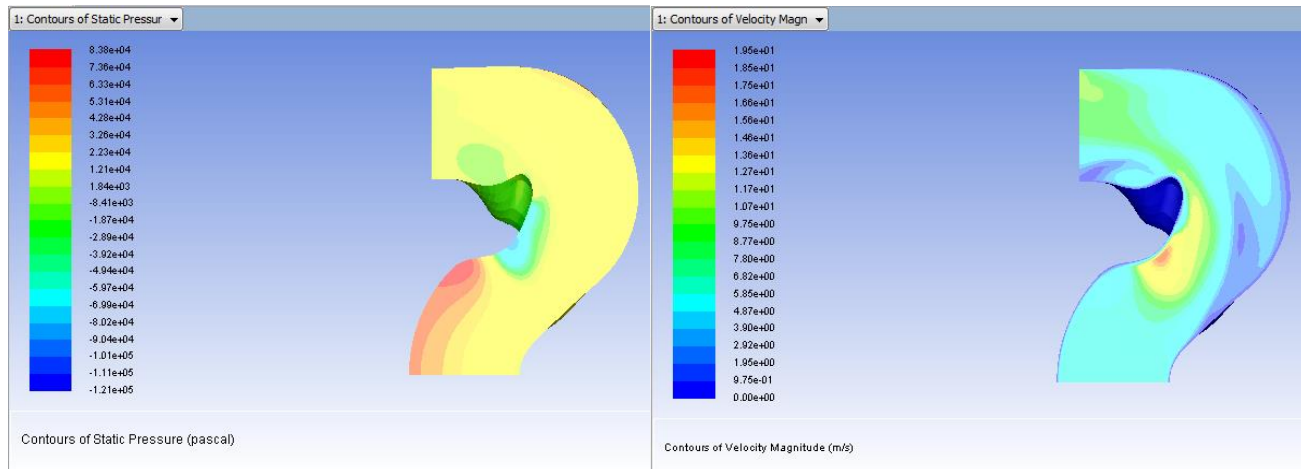 1: Contours of Static Pressur
8.38e+04
7.36e+04
6.33e+04
5.31e+04
4.28e+04
3.26e+04
2.23e+04
1.21e+04
1.84e+03
-8.41e+03
-1.87e+04
-2.89e+04
-3.92e+04
-4.94e+04
-5.97e+04
-6.99e+04
-8.02e+04
-9.04e+04
-1.01e+05
-1.11e+05
-1.21e+05
Contours of Static Pressure (pascal)
1: Contours of Velocity Magn
1.95e+01
1.85e+01
1.75e+01
1.66e+01
1.56e+01
1.46e+01
1.36e+01
1.27e+01
1.17e+01
1.07e+01
9.75e+00
8.77e+00
7.80e+00
6.82e+00
5.85e+00
4.87e+00
3.90e+00
2.92e+00
1.95e+00
9.75e-01
0.00e+00
Contours of Velocity Magnitude (m/s)